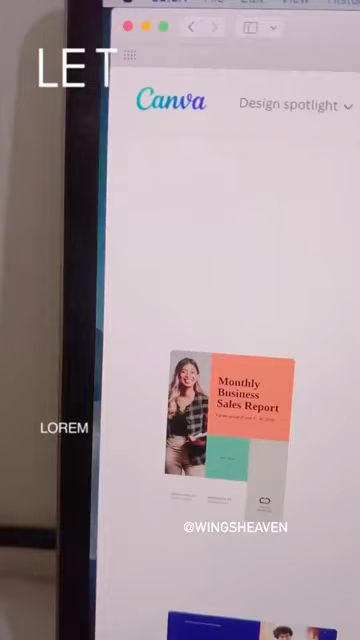 LET
Canva
Design spotlight
Monthly
Business
Sales Report
LOREM
@WINGSHEAVEN